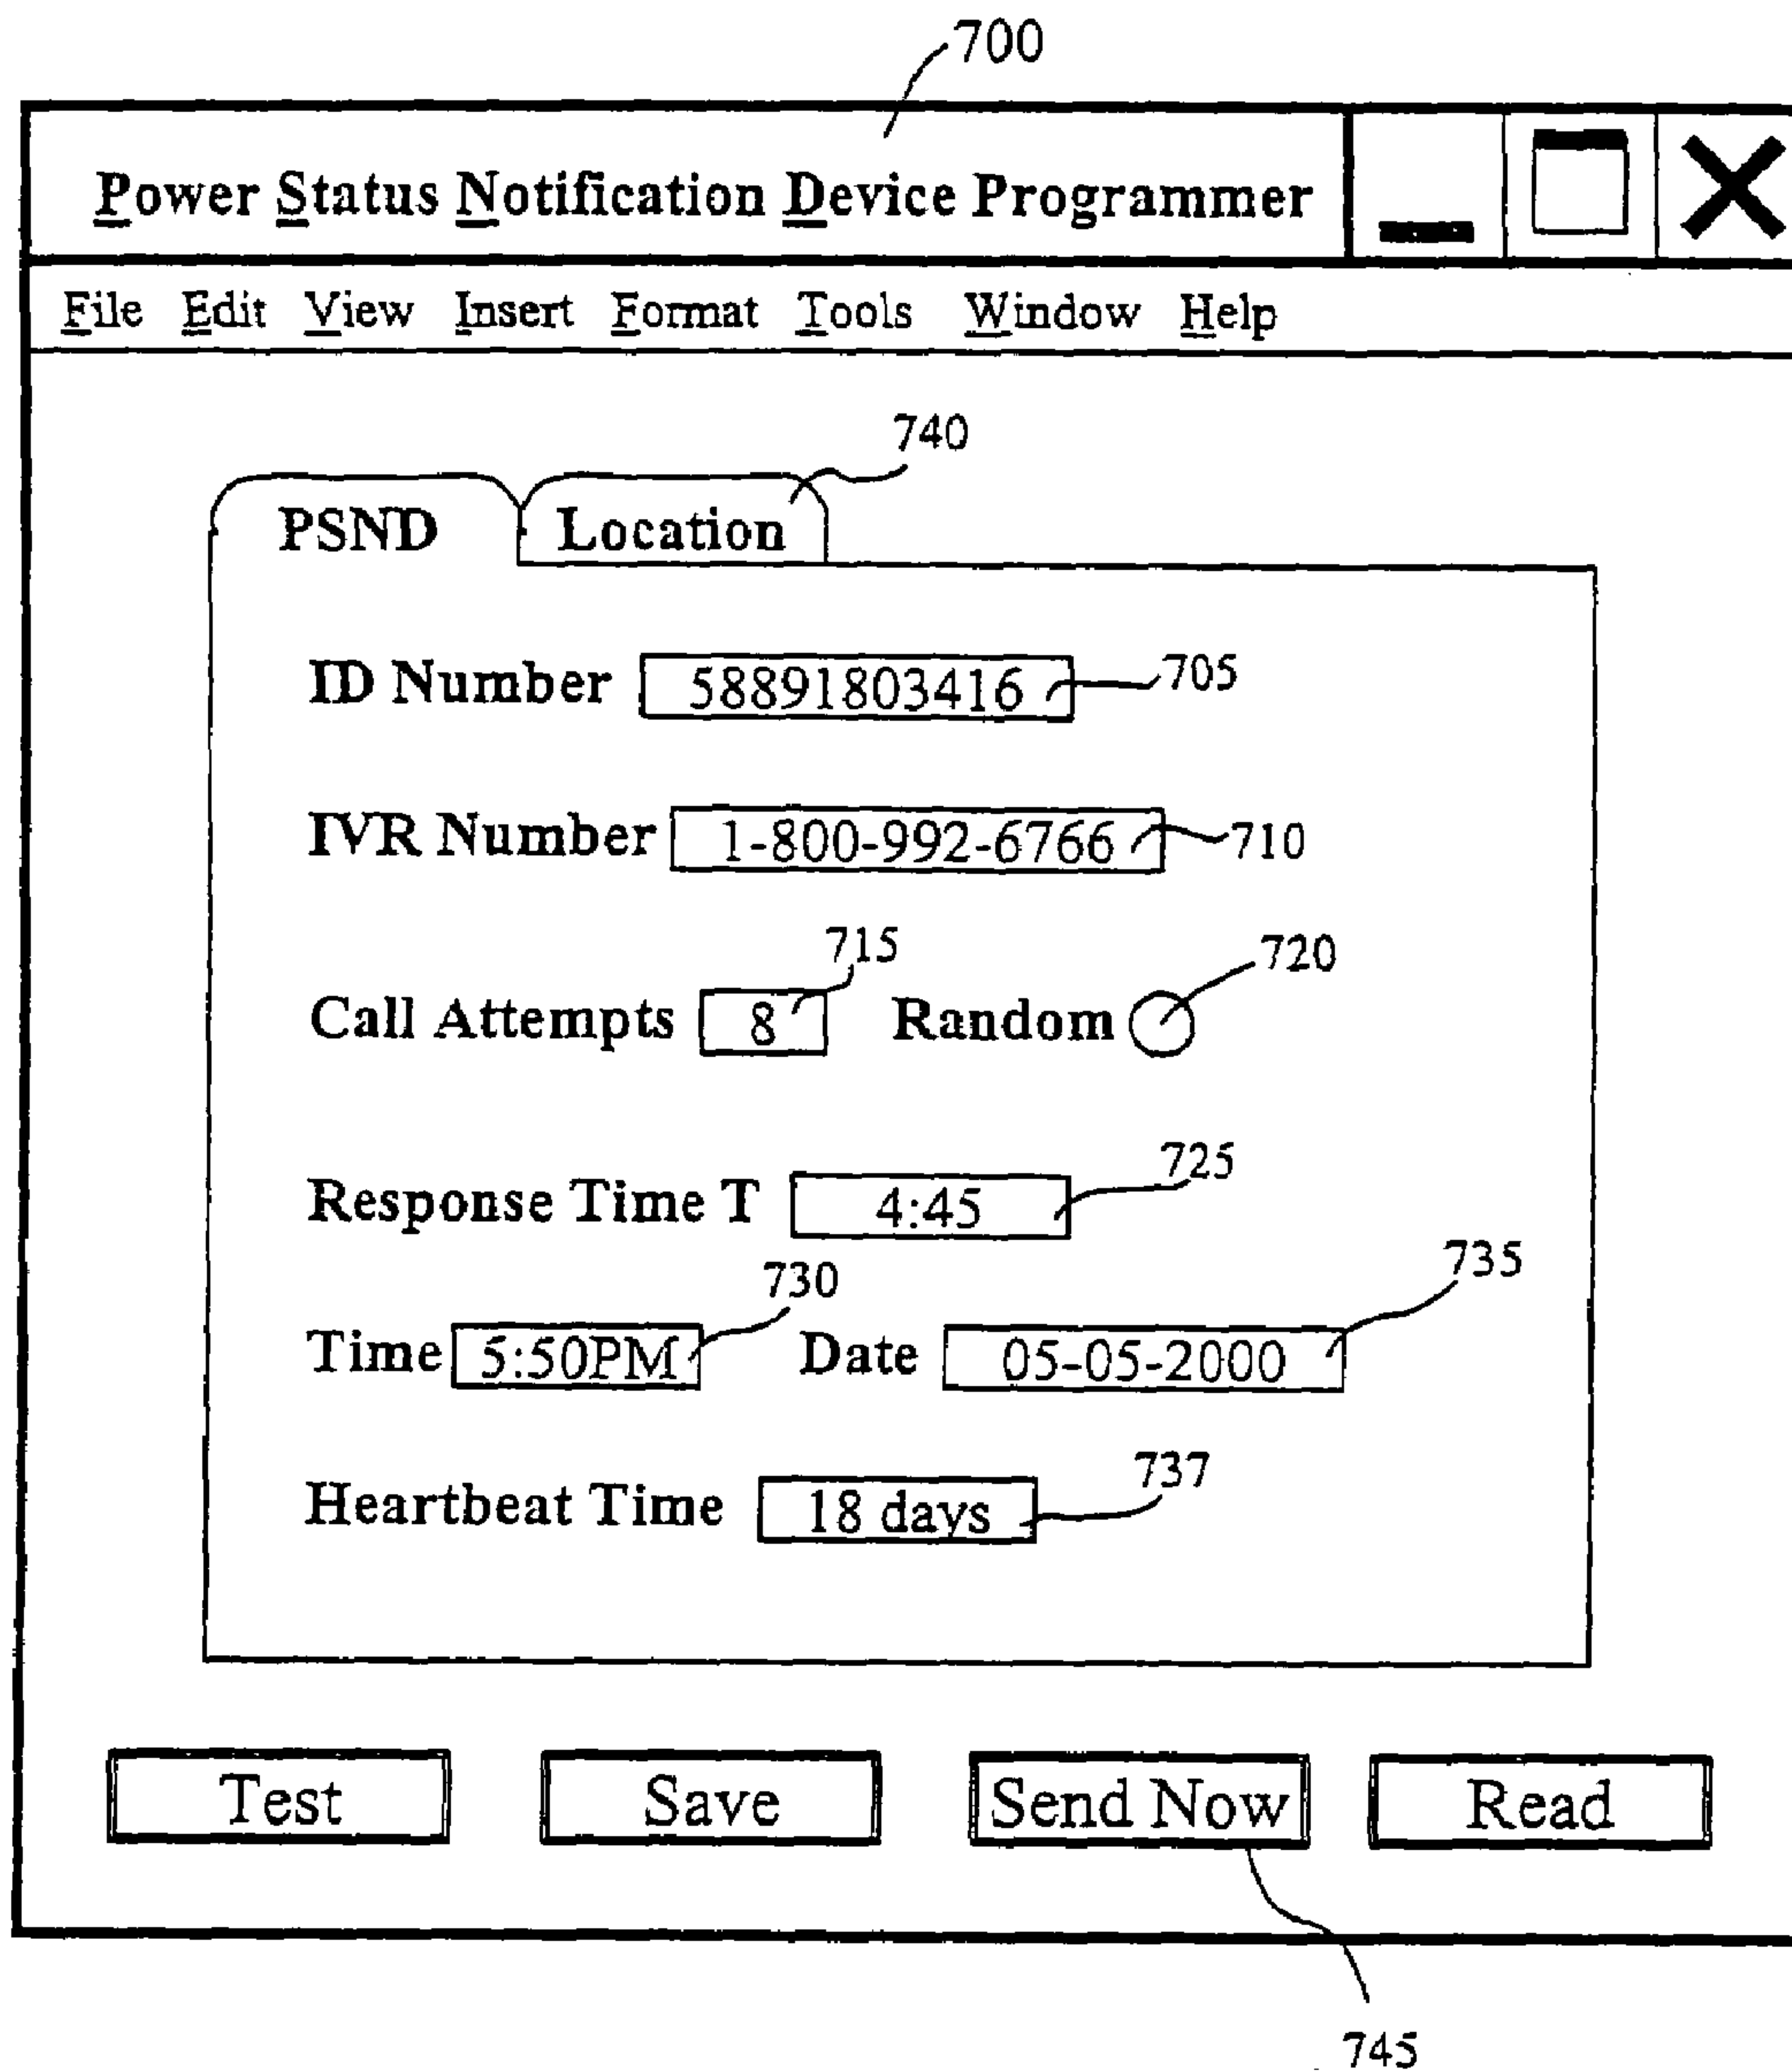 700
Power Status Notification Device Programmer
File Edit View Insert Format Tools Window Help
740
PSND Location
ID Number 58891803416 705
IVR Number 1-800-992-6766 710
715 720
Call Attempts 8 Random
725
Response Time T 4:45
730 735
Time 5:50PM Date 05-05-2000
737
Heartbeat Time 18 days
Test Save Send Now Read
745